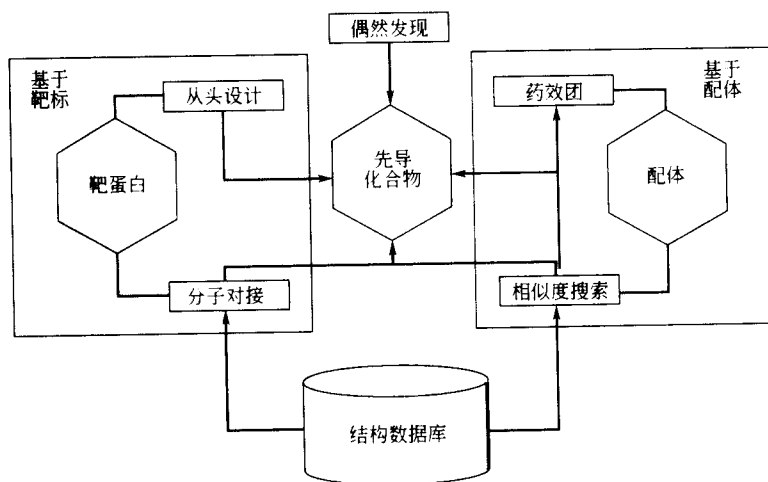 偶然发现
基于
靶标
从头设计
靶蛋白
分子对接
先导
化合物
基于
配体
药效团
配体
相似度搜索
结构数据库